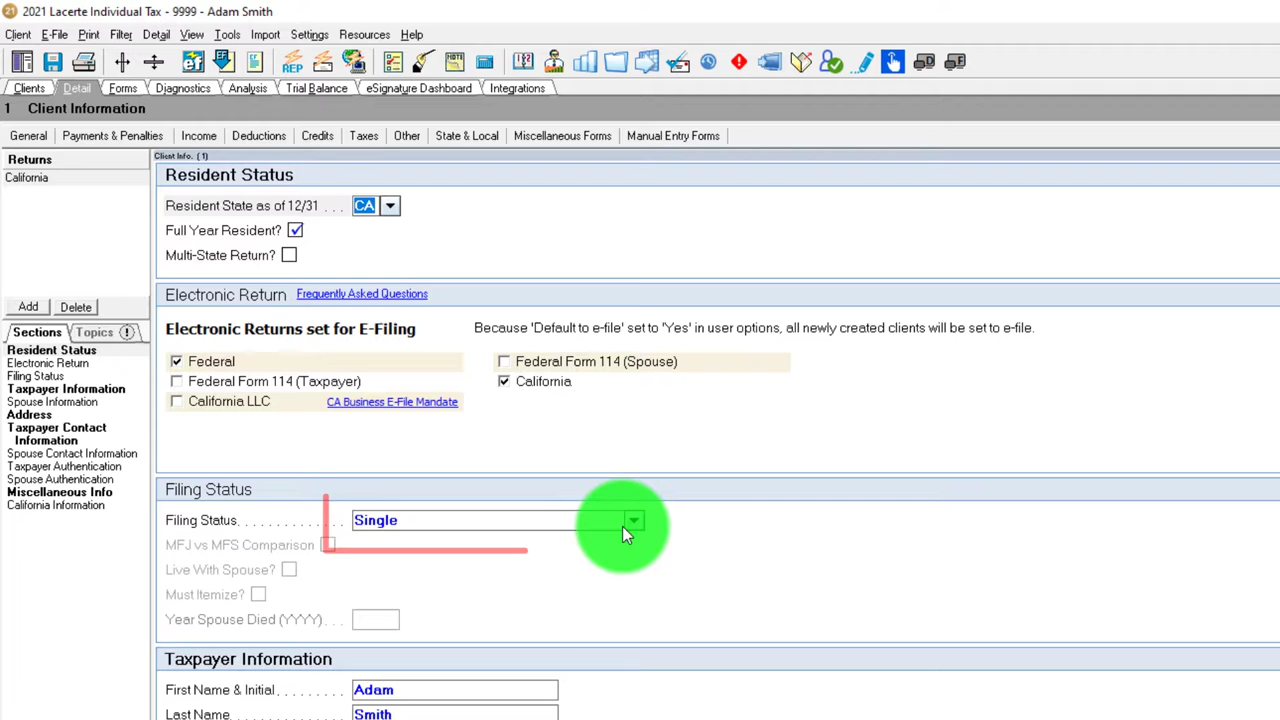 21 2021 Lacerte Individual Tax - 9999 - Adam Smith
Client E-File Print Filter Detail View Tools Import Settings Resources Help
ef REP NOTE D F
Clients Detail Forms Diagnostics Analysis Trial Balance eSignature Dashboard Integrations
1 Client Information
General Payments & Penalties Income Deductions Credits Taxes Other State & Local Miscellaneous Forms Manual Entry Forms
Returns
California
Add Delete
Sections Topics !
Resident Status
Electronic Return
Filing Status
Taxpayer Information
Spouse Information
Address
Taxpayer Contact
Information
Spouse Contact Information
Taxpayer Authentication
Spouse Authentication
Miscellaneous Info
California Information
Client Info. (1)
Resident Status
Resident State as of 12/31 . . . CA
Full Year Resident?
Multi-State Return?
Electronic Return Frequently Asked Questions
Electronic Returns set for E-Filing Because 'Default to e-file' set to 'Yes' in user options, all newly created clients will be set to e-file.
Federal Federal Form 114 (Spouse)
Federal Form 114 (Taxpayer) California
California LLC CA Business E-File Mandate
Filing Status
Filing Status. . . . . . . . . . . . . . Single
MFJ vs MFS Comparison
Live With Spouse?
Must Itemize?
Year Spouse Died (YYYY). . .
Taxpayer Information
First Name & Initial . . . . . . . . . Adam
Last Name. . . . . . . . . . . . . . Smith